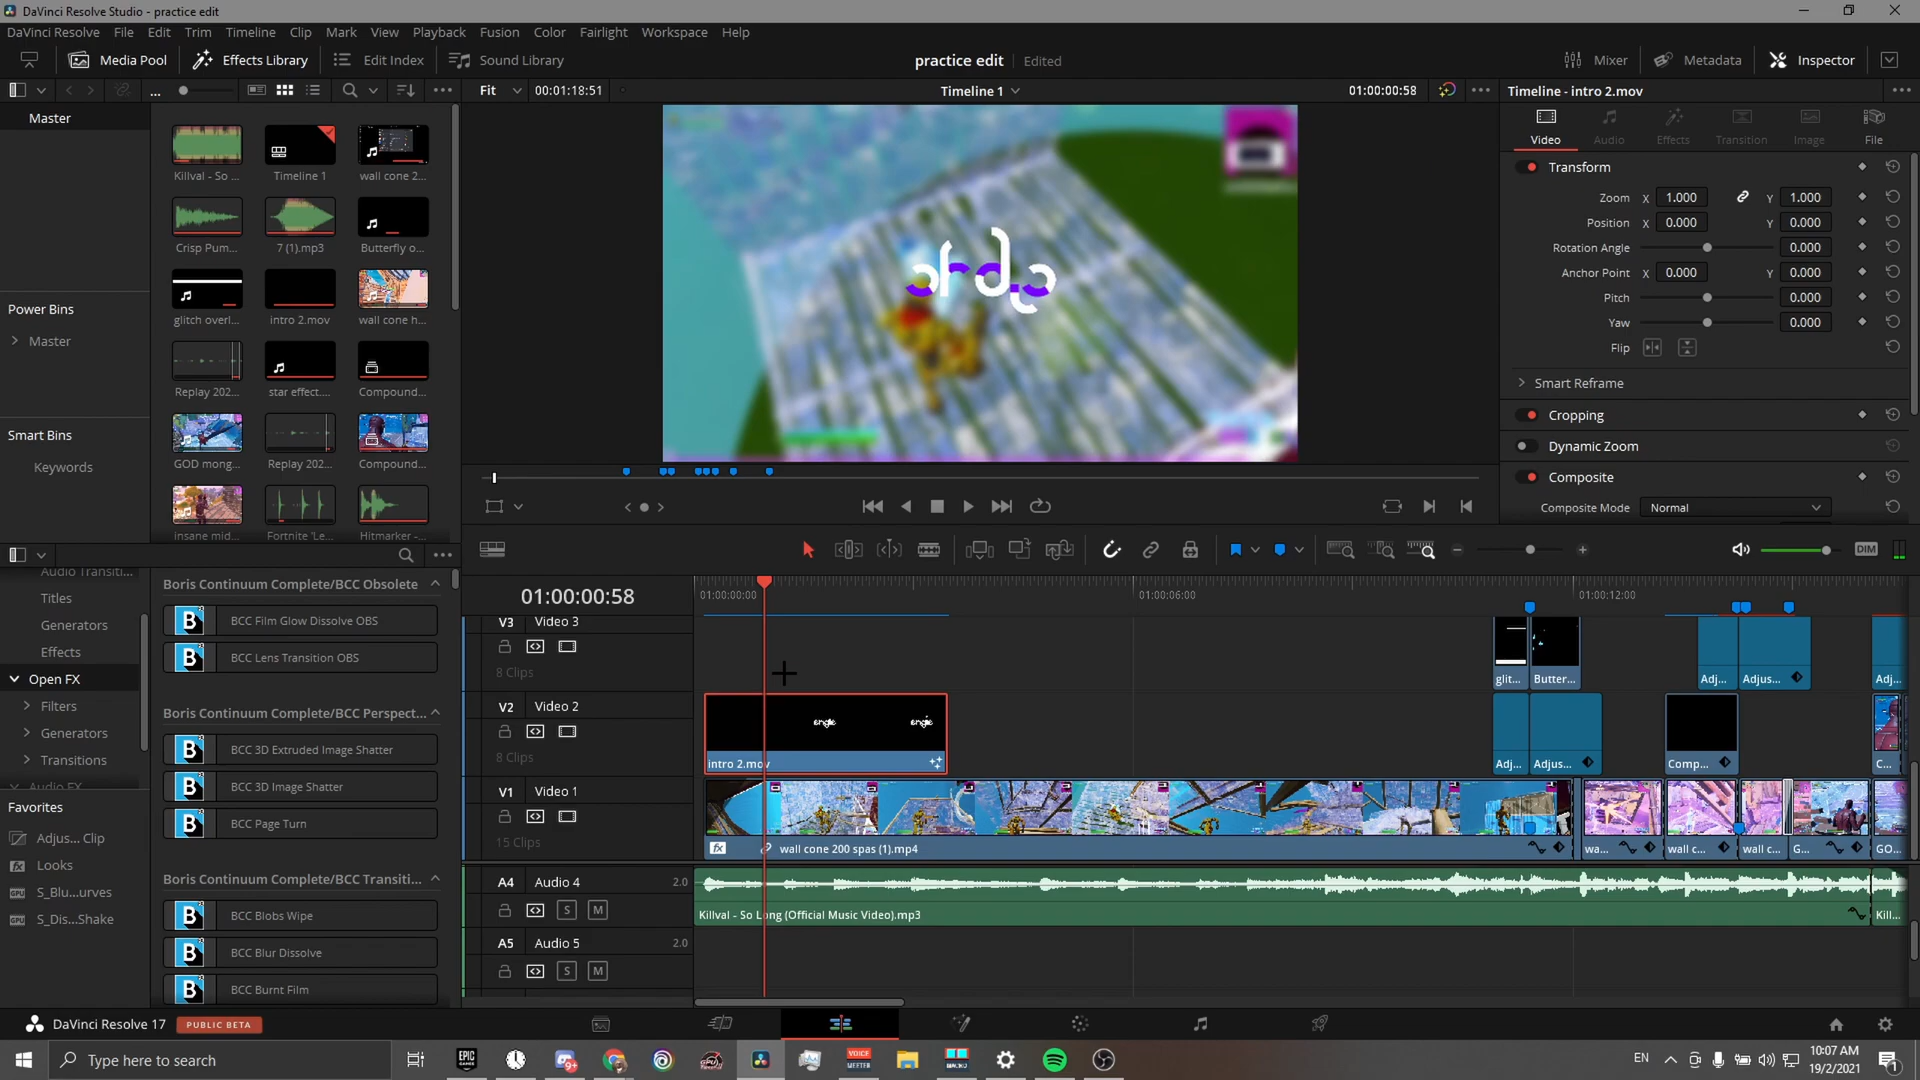 DaVinci Resolve Studio - practice edit
DaVinci Resolve File Edit Trim Timeline Clip Mark View Playback Fusion Color Fairlight Workspace Help
Media Pool Effects Library Edit Index Sound Library practice edit Edited Mixer Metadata Inspector
... Fit 00:01:18:51 Timeline 1 01:00:00:58 Timeline - intro 2.mov
Master
Killval - So ... Timeline 1 wall cone 2...
Crisp Pum... 7 (1).mp3 Butterfly o...
glitch overl... intro 2.mov wall cone h...
Replay 202... star effect.... Compound...
GOD mong... Replay 202... Compound...
insane mid... Fortnite 'Le... Hitmarker -...
Power Bins
Master
Smart Bins
Keywords
Video Audio Effects Transition Image File
Transform
Zoom X 1.000 Y 1.000
Position X 0.000 Y 0.000
Rotation Angle 0.000
Anchor Point X 0.000 Y 0.000
Pitch 0.000
Yaw 0.000
Flip
Smart Reframe
Cropping
Dynamic Zoom
Composite
Composite Mode Normal
DIM
Audio Transiti...
Titles
Generators
Effects
Open FX
Filters
Generators
Transitions
Audio FX
Favorites
Adjus... Clip
Looks
S_Blu...urves
S_Dis...Shake
Boris Continuum Complete/BCC Obsolete
BCC Film Glow Dissolve OBS
BCC Lens Transition OBS
Boris Continuum Complete/BCC Perspect...
BCC 3D Extruded Image Shatter
BCC 3D Image Shatter
BCC Page Turn
Boris Continuum Complete/BCC Transiti...
BCC Blobs Wipe
BCC Blur Dissolve
BCC Burnt Film
01:00:00:58 01:00:00:00 01:00:06:00 01:00:12:00
V3 Video 3
8 Clips
glit... Butter... Adj... Adjus... Adj...
V2 Video 2
8 Clips
intro 2.mov Adj... Adjus... Comp... C...
V1 Video 1
15 Clips
wall cone 200 spas (1).mp4 wa... wall c... wall c... G... GO...
A4 Audio 4 2.0
S M
Killval - So Long (Official Music Video).mp3 Kill...
A5 Audio 5 2.0
S M
DaVinci Resolve 17 PUBLIC BETA
Type here to search
EPIC GAMES
9+
VOICE MEETER
MACRO
EN
10:07 AM
19/2/2021
1